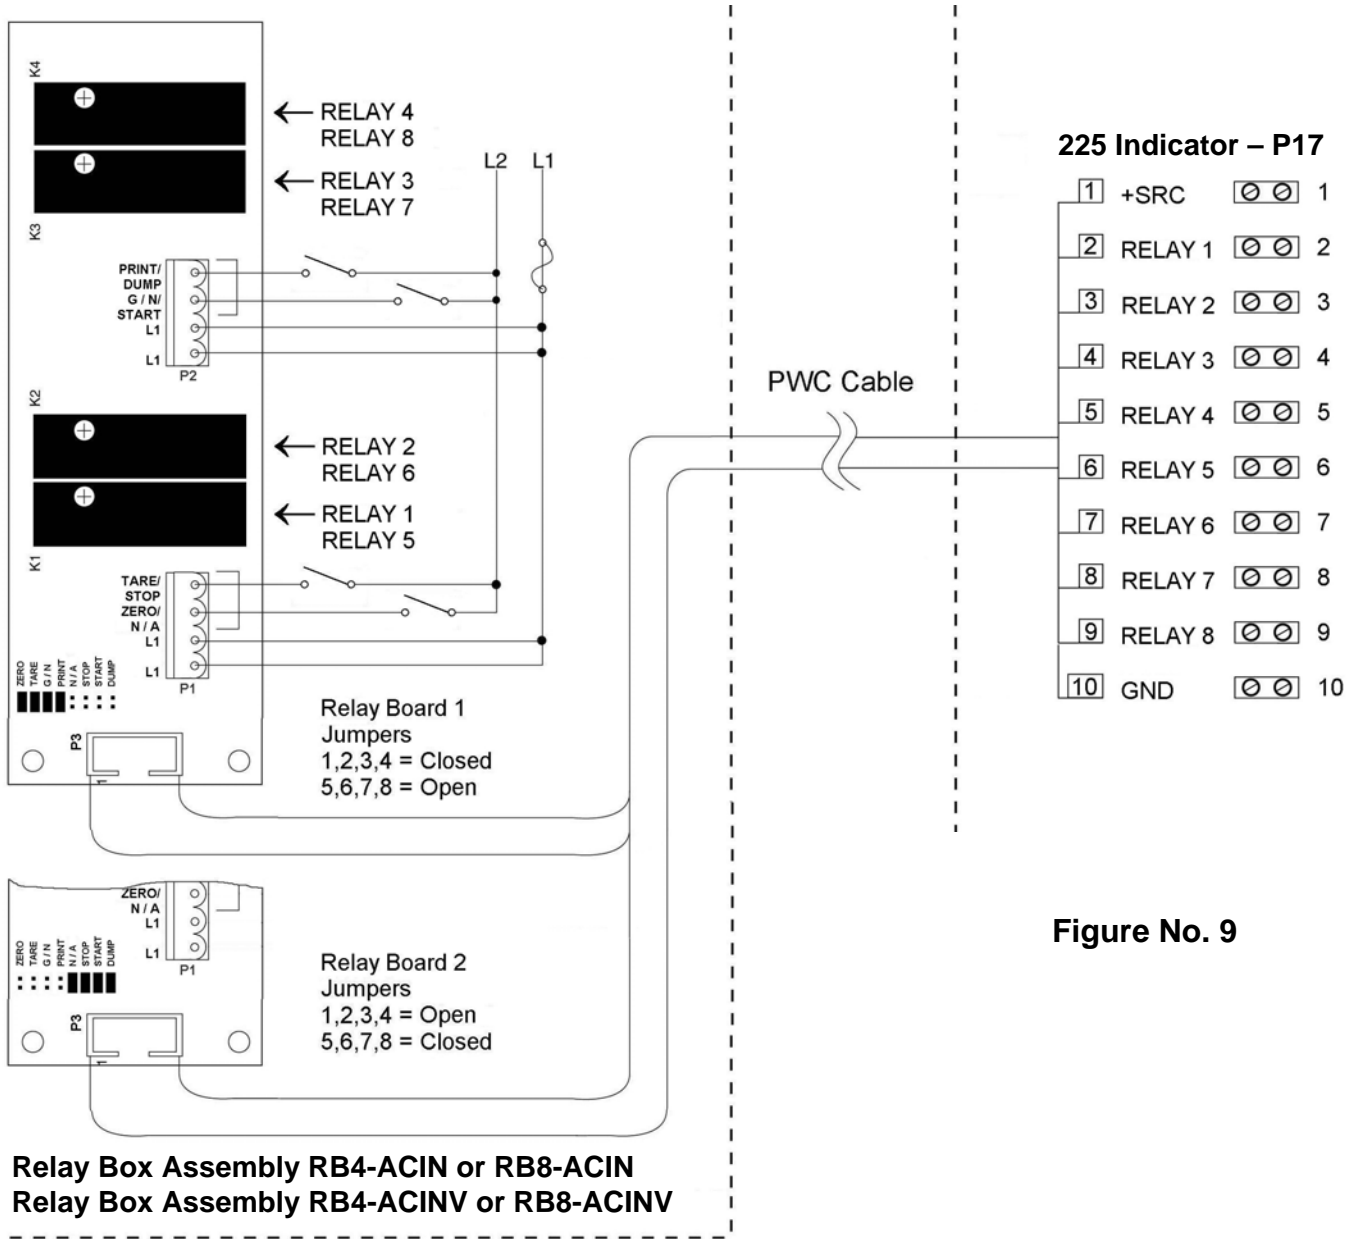 K4
RELAY 4
RELAY 8
RELAY 3
RELAY 7
K3
L2 L1
PRINT/
DUMP
G / N/
START
L1
L1
P2
K2
RELAY 2
RELAY 6
RELAY 1
RELAY 5
K1
TARE/
STOP
ZERO/
N / A
L1
L1
P1
ZERO
TARE
G / N
PRINT
N / A
STOP
START
DUMP
P3
1
Relay Board 1
Jumpers
1,2,3,4 = Closed
5,6,7,8 = Open
ZERO/
N / A
L1
L1
P1
ZERO
TARE
G / N
PRINT
N / A
STOP
START
DUMP
P3
1
Relay Board 2
Jumpers
1,2,3,4 = Open
5,6,7,8 = Closed
Relay Box Assembly RB4-ACIN or RB8-ACIN
Relay Box Assembly RB4-ACINV or RB8-ACINV
PWC Cable
225 Indicator – P17
1 +SRC 1
2 RELAY 1 2
3 RELAY 2 3
4 RELAY 3 4
5 RELAY 4 5
6 RELAY 5 6
7 RELAY 6 7
8 RELAY 7 8
9 RELAY 8 9
10 GND 10
Figure No. 9